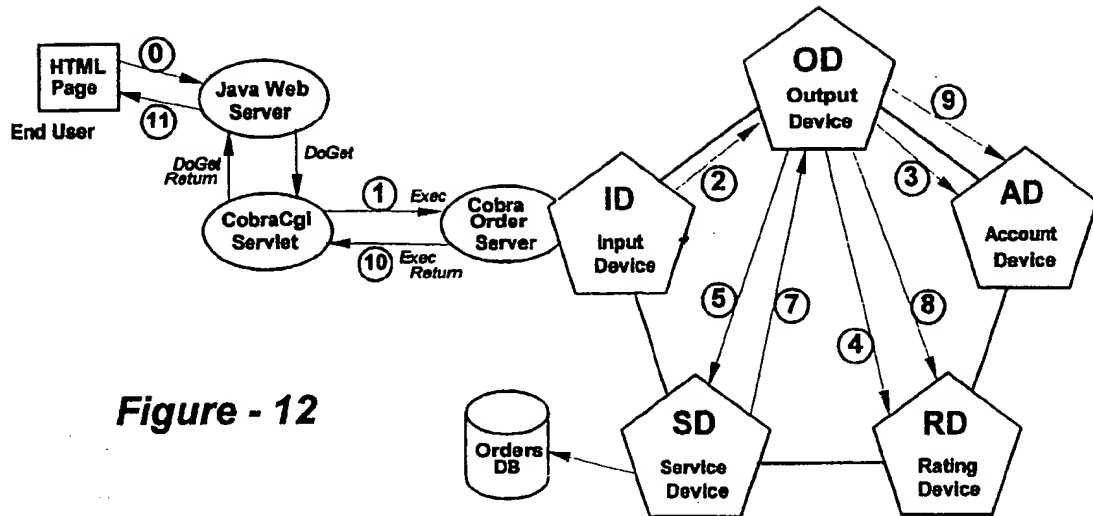 HTML
Page
End User
0
11
Java Web
Server
DoGet
Return
DoGet
CobraCgi
Servlet
1
Exec
10
Exec
Return
Cobra
Order
Server
ID
Input
Device
2
OD
Output
Device
9
3
AD
Account
Device
5
7
4
8
Figure - 12
Orders
DB
SD
Service
Device
RD
Rating
Device